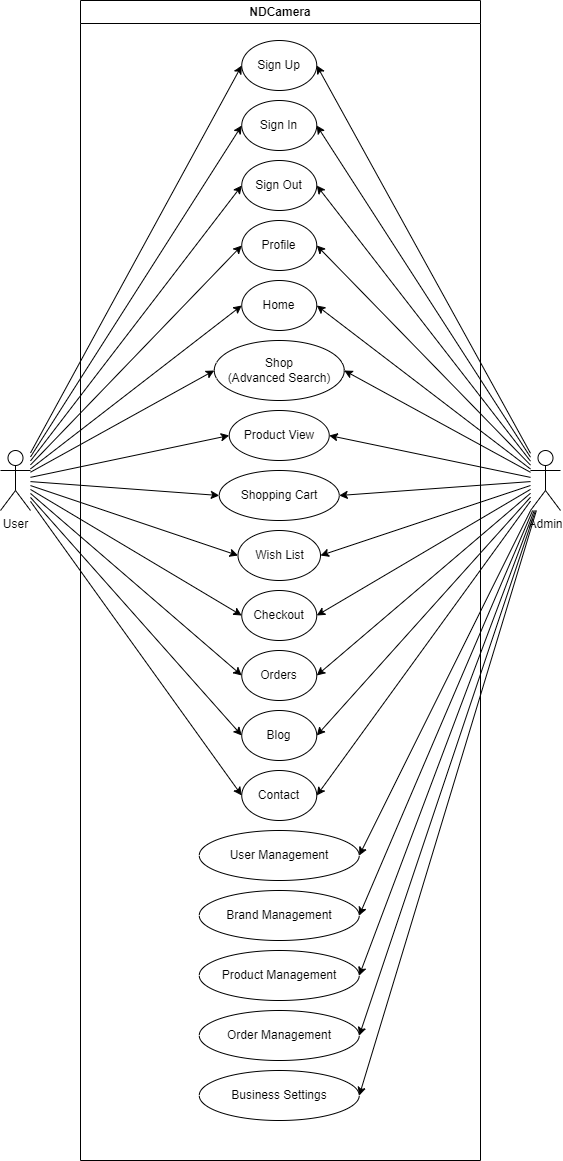 NDCamera
Sign Up
Sign In
Sign Out
Profile
Home
Shop
(Advanced Search)
Product View
Shopping Cart
User
Admin
Wish List
Checkout
Orders
Blog
Contact
User Management
Brand Management
Product Management
Order Management
Business Settings